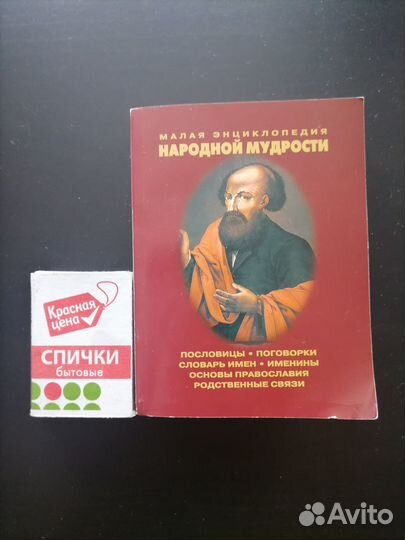 МАЛАЯ ЭНЦИКЛОПЕДИЯ
НАРОДНОЙ МУДРОСТИ
ПОСЛОВИЦЫ • ПОГОВОРКИ
СЛОВАРЬ ИМЕН • ИМЕНИНЫ
ОСНОВЫ ПРАВОСЛАВИЯ
РОДСТВЕННЫЕ СВЯЗИ
Красная
цена
СПИЧКИ
бытовые
Avito